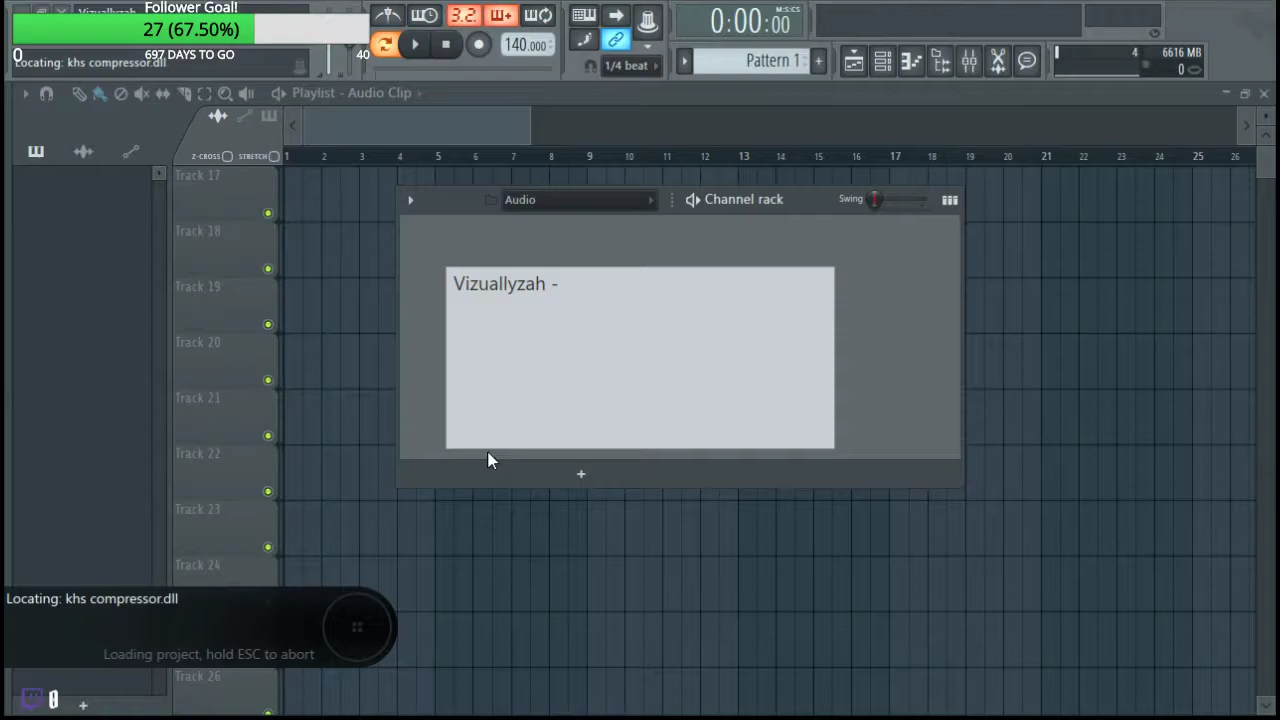 Follower Goal!
27 (67.50%)
0
697 DAYS TO GO
40
Locating: khs compressor.dll
3.2
140.000
1/4 beat
0:00:00
M:S:CS
Pattern 1
4
6616 MB
0
Playlist - Audio Clip
Z-CROSS
STRETCH
1 2 3 4 5 6 7 8 9 10 11 12 13 14 15 16 17 18 19 20 21 22 23 24 25 26
Track 17
Track 18
Track 19
Track 20
Track 21
Track 22
Track 23
Track 24
Track 26
Audio
Channel rack
Swing
Vizuallyzah -
Locating: khs compressor.dll
Loading project, hold ESC to abort
0